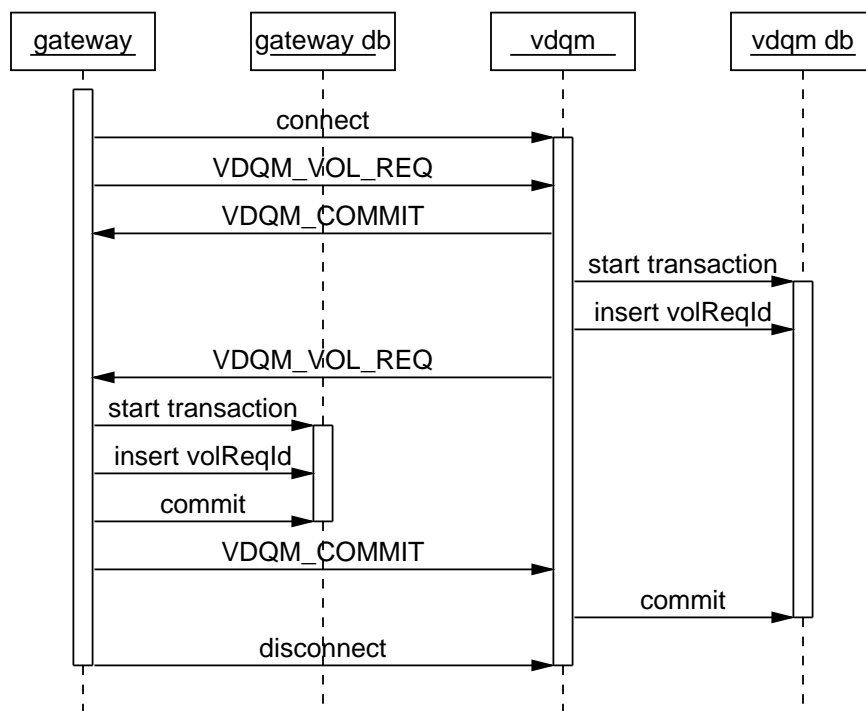 gateway
gateway db
vdqm
vdqm db
connect
VDQM_VOL_REQ
VDQM_COMMIT
start transaction
insert volReqId
VDQM_VOL_REQ
start transaction
insert volReqId
commit
VDQM_COMMIT
commit
disconnect